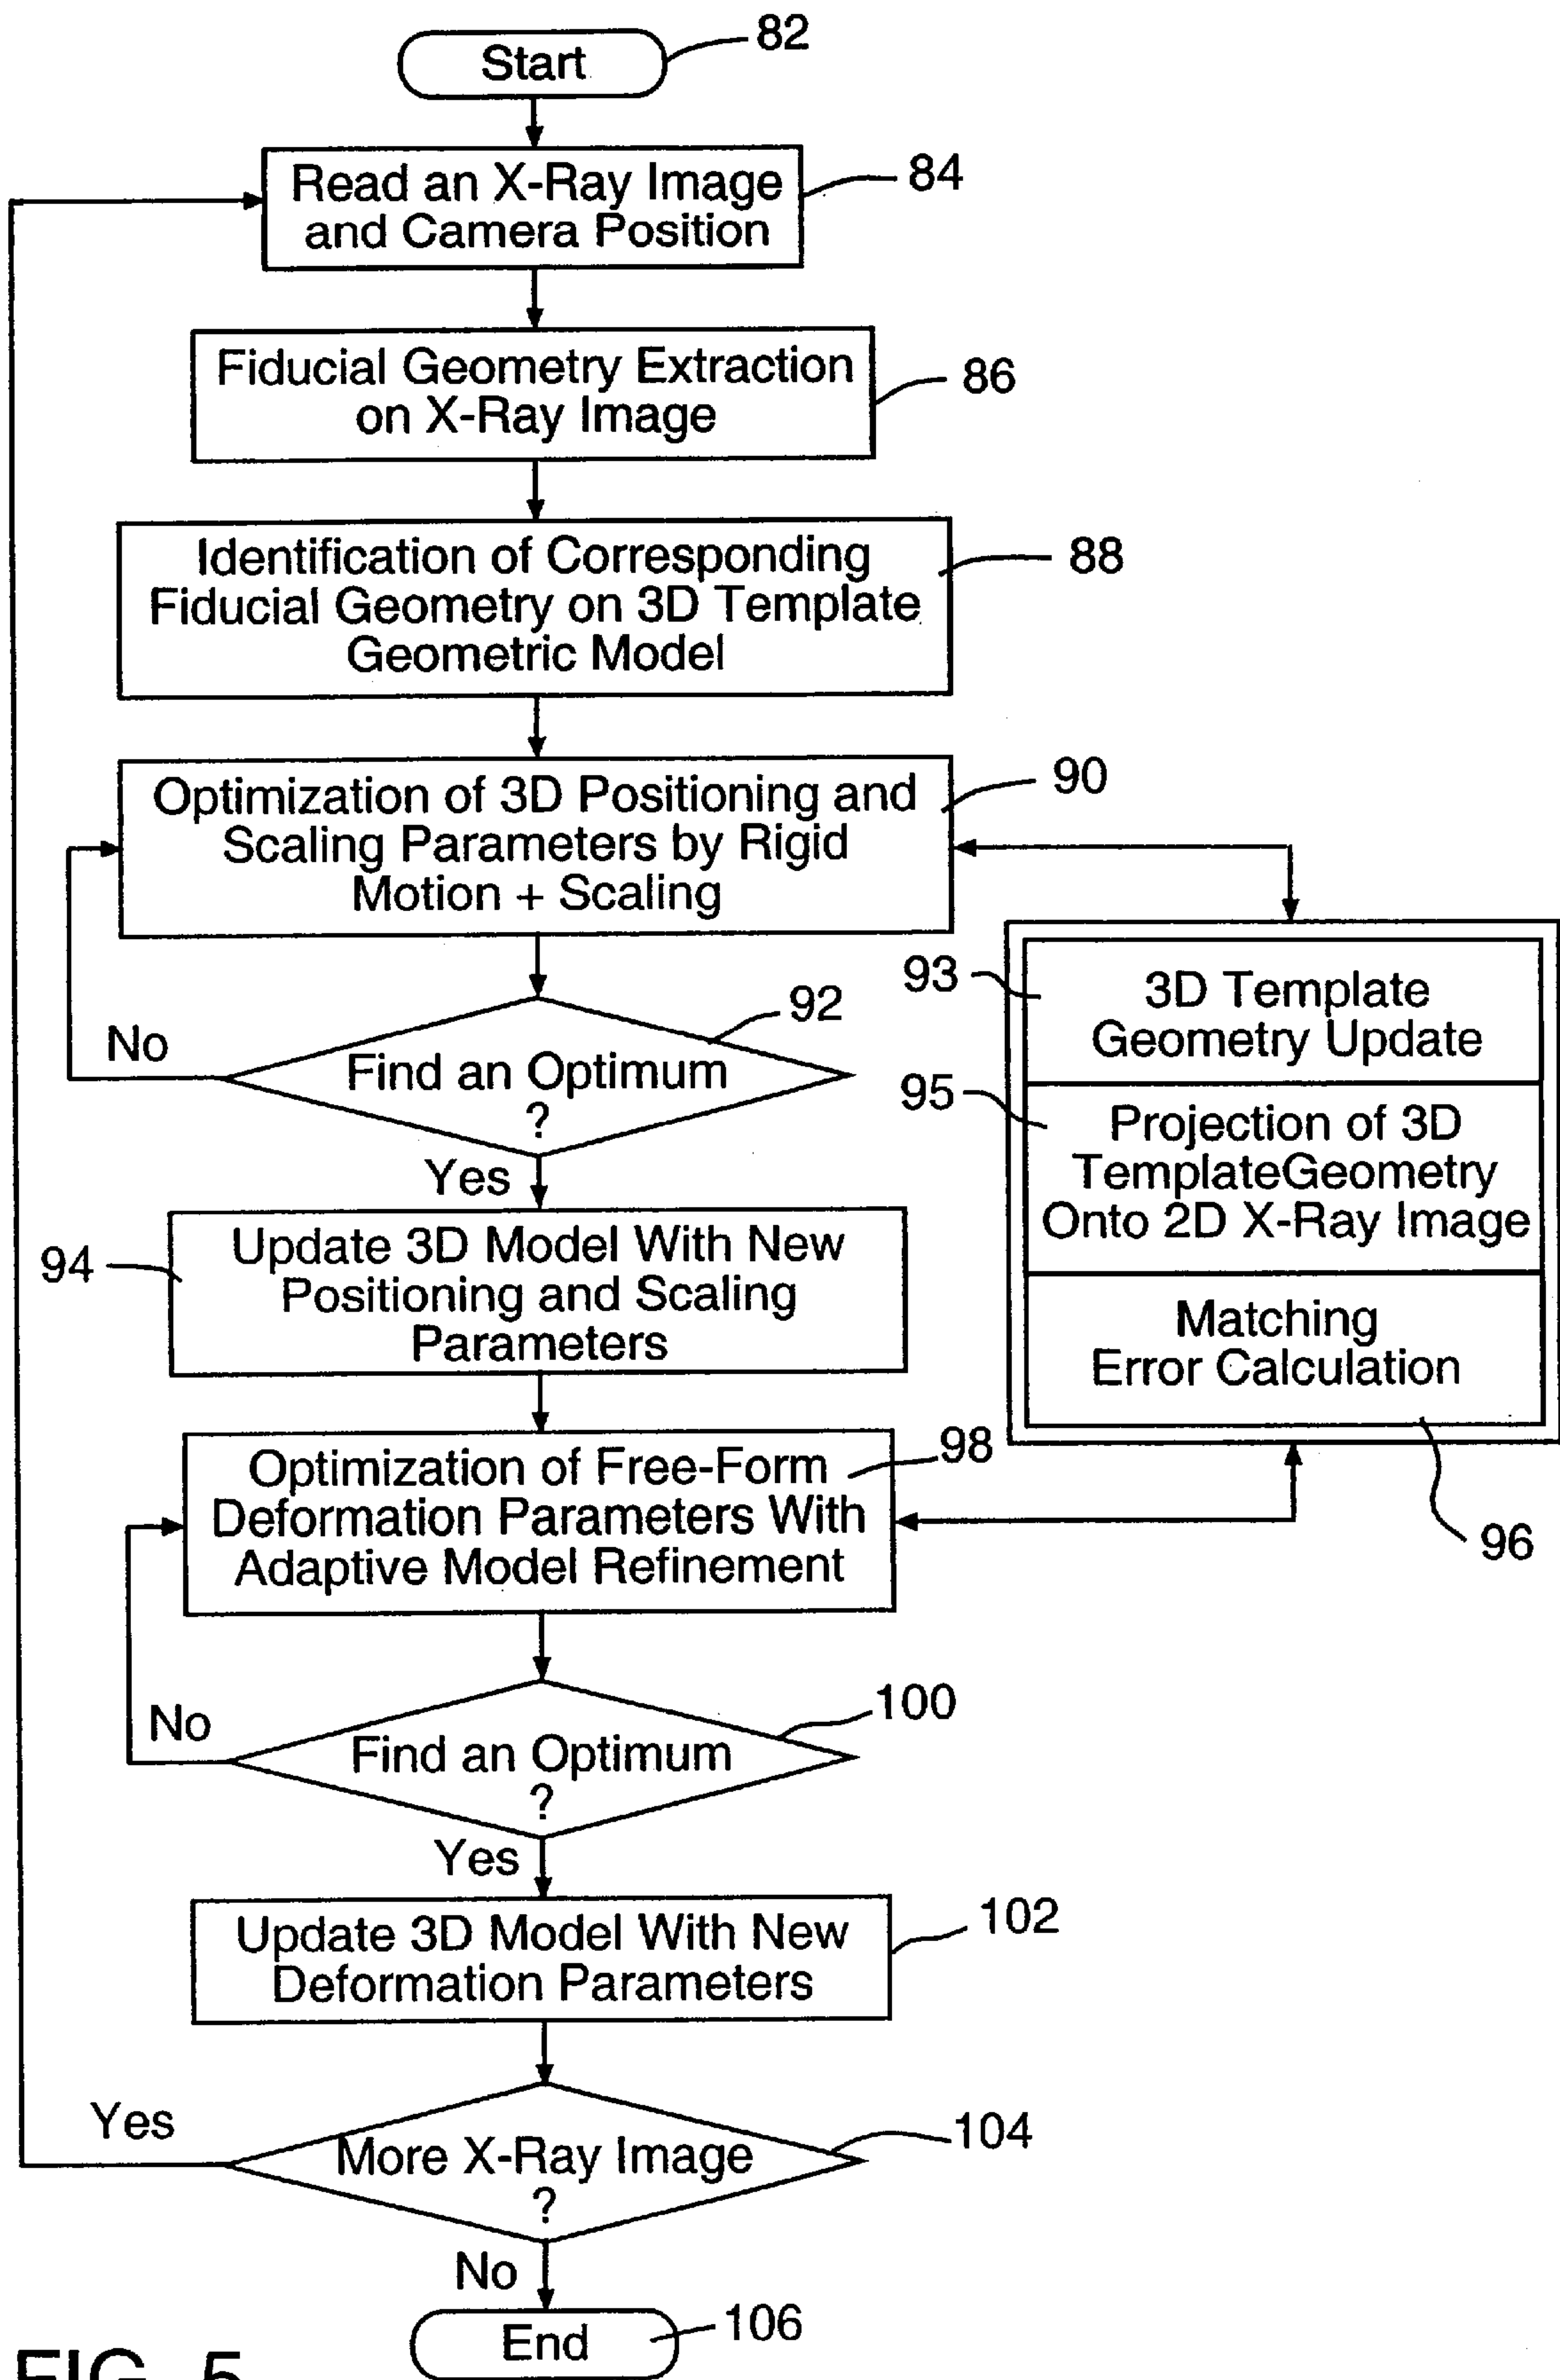 Start
82
Read an X-Ray Image
and Camera Position
84
Fiducial Geometry Extraction
on X-Ray Image
86
Identification of Corresponding
Fiducial Geometry on 3D Template
Geometric Model
88
Optimization of 3D Positioning and
Scaling Parameters by Rigid
Motion + Scaling
90
Find an Optimum
?
92
No
Yes
93
3D Template
Geometry Update
95
Projection of 3D
TemplateGeometry
Onto 2D X-Ray Image
Matching
Error Calculation
96
94
Update 3D Model With New
Positioning and Scaling
Parameters
Optimization of Free-Form
Deformation Parameters With
Adaptive Model Refinement
98
Find an Optimum
?
100
No
Yes
Update 3D Model With New
Deformation Parameters
102
More X-Ray Image
?
104
Yes
No
End
106
FIG. 5